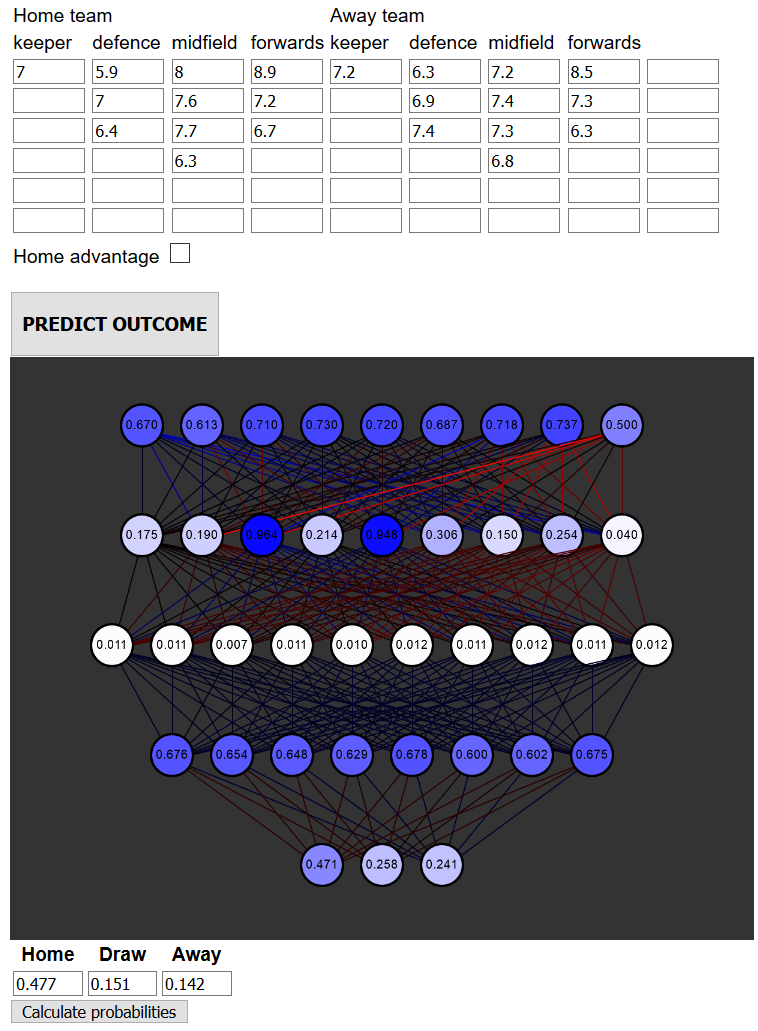 Home team Away team
keeper defence midfield forwards keeper defence midfield forwards
7 5.9 8 8.9 7.2 6.3 7.2 8.5
7 7.6 7.2 6.9 7.4 7.3
6.4 7.7 6.7 7.4 7.3 6.3
6.3 6.8
Home advantage
PREDICT OUTCOME
0.670 0.613 0.710 0.730 0.720 0.687 0.718 0.737 0.500
0.175 0.190 0.964 0.214 0.948 0.306 0.150 0.254 0.040
0.011 0.011 0.007 0.011 0.010 0.012 0.011 0.012 0.011 0.012
0.676 0.654 0.648 0.629 0.678 0.600 0.602 0.675
0.471 0.258 0.241
Home Draw Away
0.477 0.151 0.142
Calculate probabilities